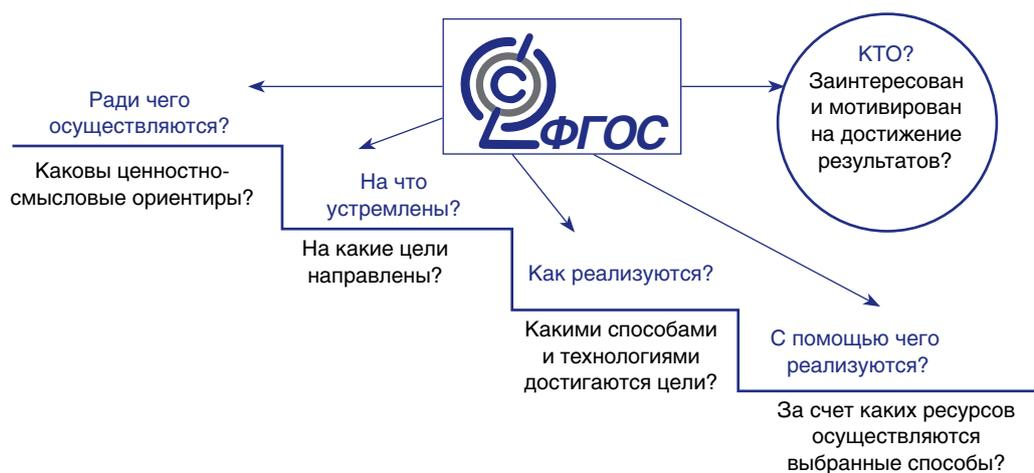 Ради чего
осуществляются?
Каковы ценностно-
смысловые ориентиры?
На что
устремлены?
На какие цели
направлены?
Как реализуются?
Какими способами
и технологиями
достигаются цели?
С помощью чего
реализуются?
За счет каких ресурсов
осуществляются
выбранные способы?
С
ФГОС
КТО?
Заинтересован
и мотивирован
на достижение
результатов?